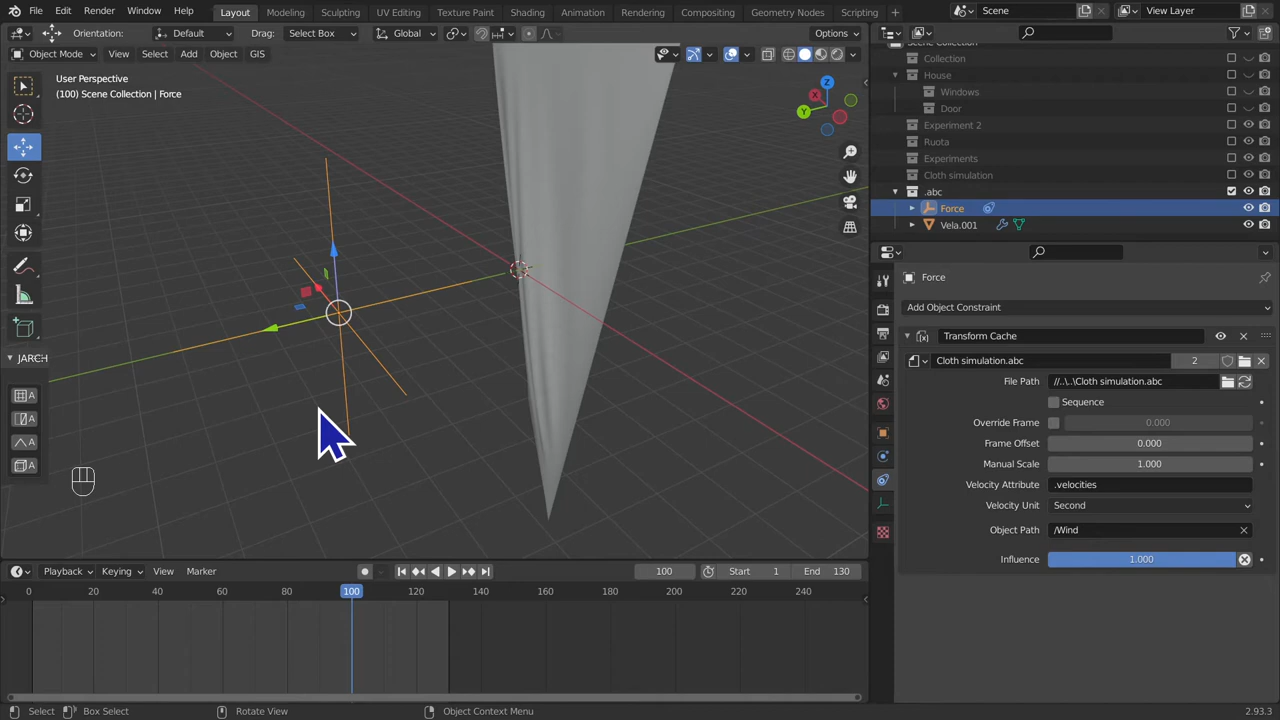 File Edit Render Window Help Layout Modeling Sculpting UV Editing Texture Paint Shading Animation Rendering Compositing Geometry Nodes Scripting Scene View Layer
Orientation: Default Drag: Select Box Global Options
Object Mode View Select Add Object GIS
User Perspective
(100) Scene Collection | Force
Z
X
Y
JARCH
A
A
A
A
Scene Collection
Collection
House
Windows
Door
Experiment 2
Ruota
Experiments
Cloth simulation
.abc
Force
Vela.001
Force
Add Object Constraint
Transform Cache
Cloth simulation.abc 2
File Path //..\..\Cloth simulation.abc
Sequence
Override Frame 0.000
Frame Offset 0.000
Manual Scale 1.000
Velocity Attribute .velocities
Velocity Unit Second
Object Path /Wind
Influence 1.000
Playback Keying View Marker 100 Start 1 End 130
0 20 40 60 80 100 120 140 160 180 200 220 240
Select Box Select Rotate View Object Context Menu 2.93.3